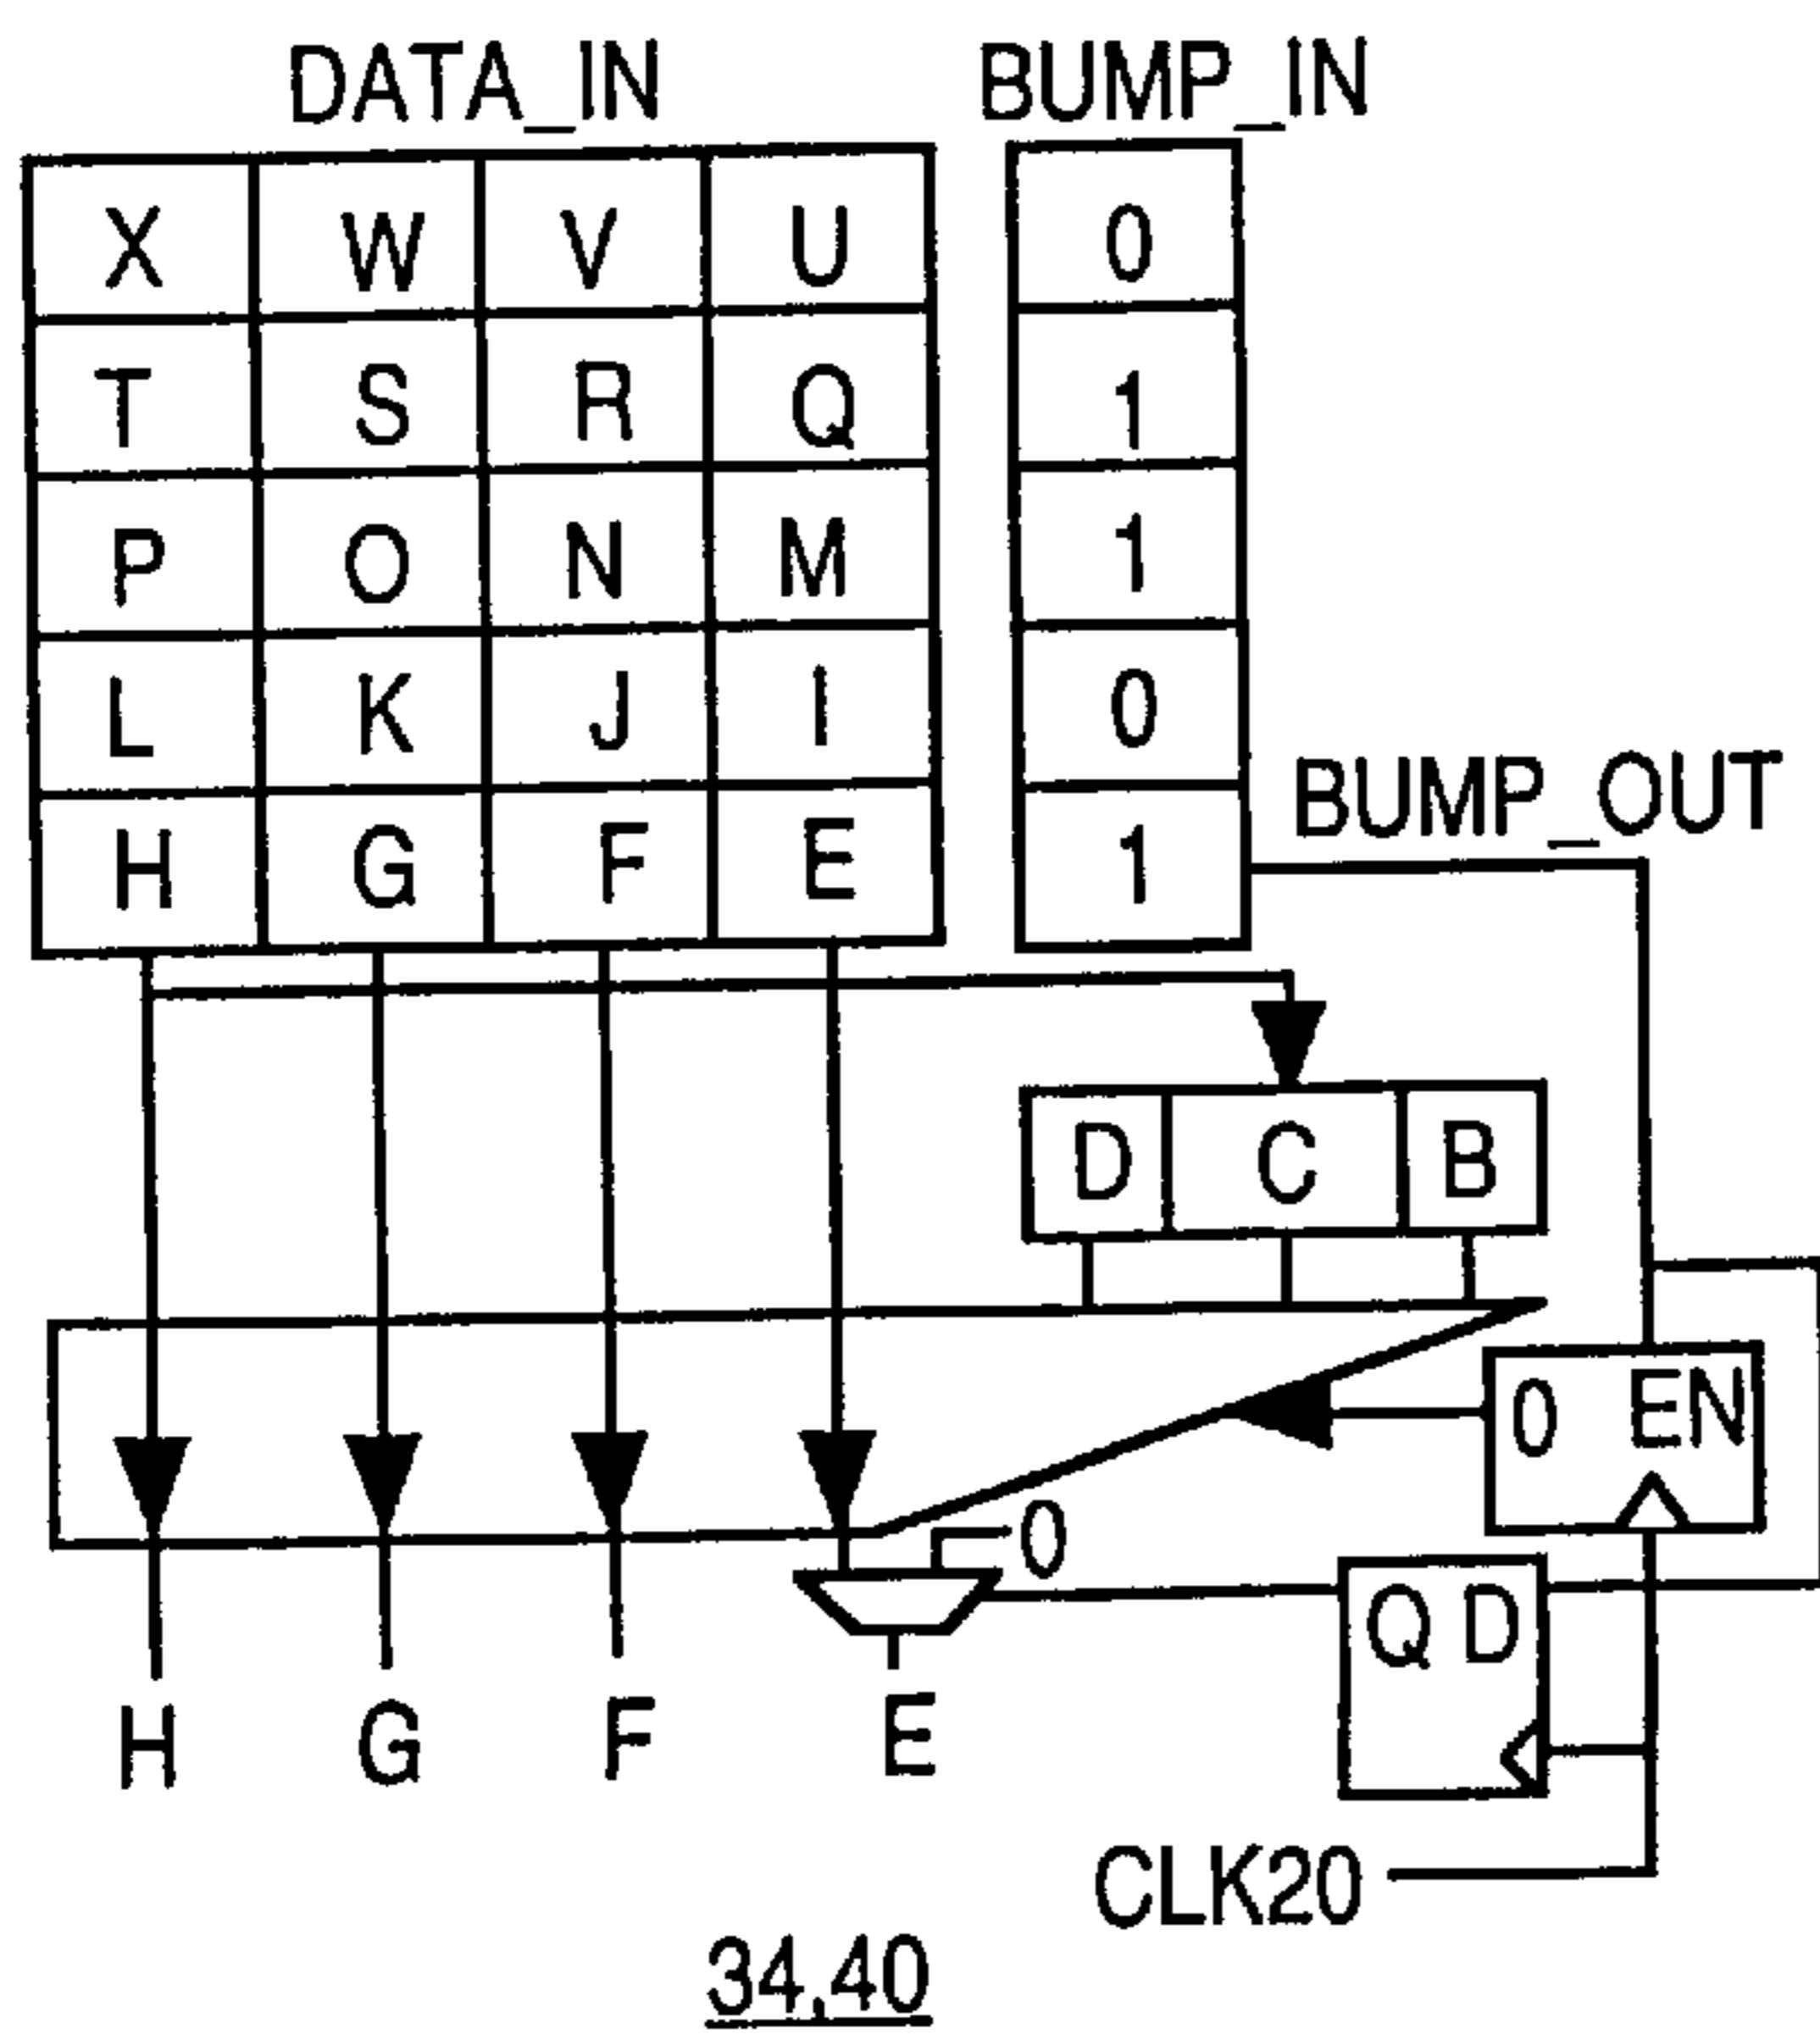 DATA_IN BUMP_IN
X W V U 0
T S R Q 1
P O N M 1
L K J I 0
BUMP_OUT
H G F E 1
D C B
0 EN
0
Q D
H G F E
CLK20
34,40